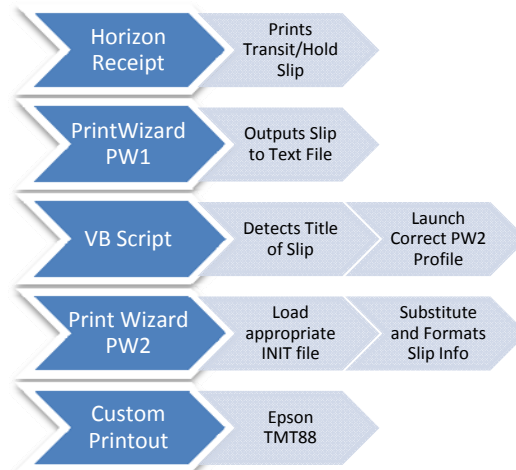 Horizon
Receipt
Prints
Transit/Hold
Slip
PrintWizard
PW1
Outputs Slip
to Text File
VB Script
Detects Title
of Slip
Launch
Correct PW2
Profile
Print Wizard
PW2
Load
appropriate
INIT file
Substitute
and Formats
Slip Info
Custom
Printout
Epson
TMT88